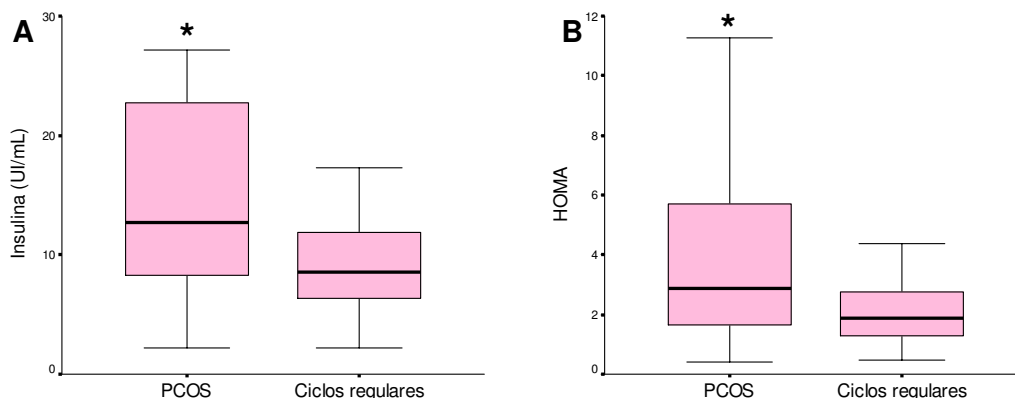 A
30
20
10
0
Insulina (UI/mL)
*
PCOS
Ciclos regulares
B
12
10
8
6
4
2
0
HOMA
*
PCOS
Ciclos regulares